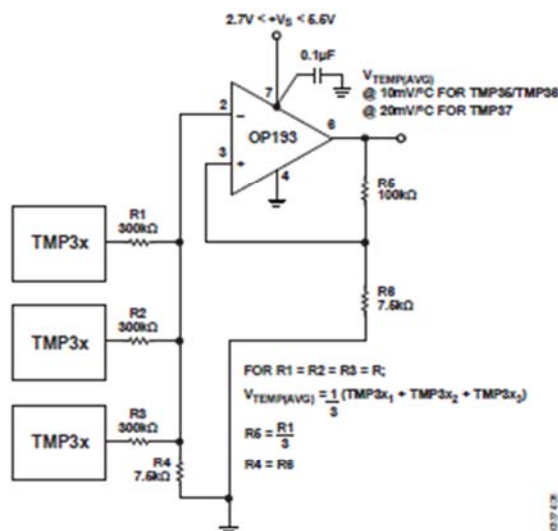 2.7V < +VS < 5.5V
0.1µF
VTEMP(AVG)
@ 10mV/°C FOR TMP35/TMP36
@ 20mV/°C FOR TMP37
7
2
–
OP193
6
3
+
4
R5
100kΩ
R1
300kΩ
TMP3x
R2
300kΩ
TMP3x
R6
7.5kΩ
R3
300kΩ
TMP3x
R4
7.5kΩ
FOR R1 = R2 = R3 = R;
VTEMP(AVG) = 1/3 (TMP3x1 + TMP3x2 + TMP3x3)
R5 = R1/3
R4 = R6